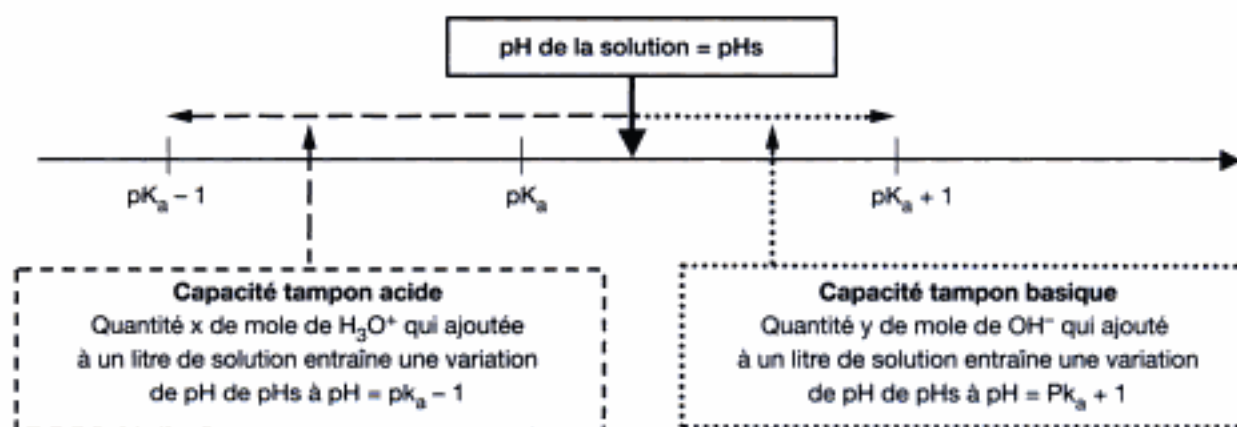 pH de la solution = pHs
pKₐ – 1
pKₐ
pKₐ + 1
Capacité tampon acide
Quantité x de mole de H₃O⁺ qui ajoutée
à un litre de solution entraîne une variation
de pH de pHs à pH = pkₐ – 1
Capacité tampon basique
Quantité y de mole de OH⁻ qui ajouté
à un litre de solution entraîne une variation
de pH de pHs à pH = Pkₐ + 1